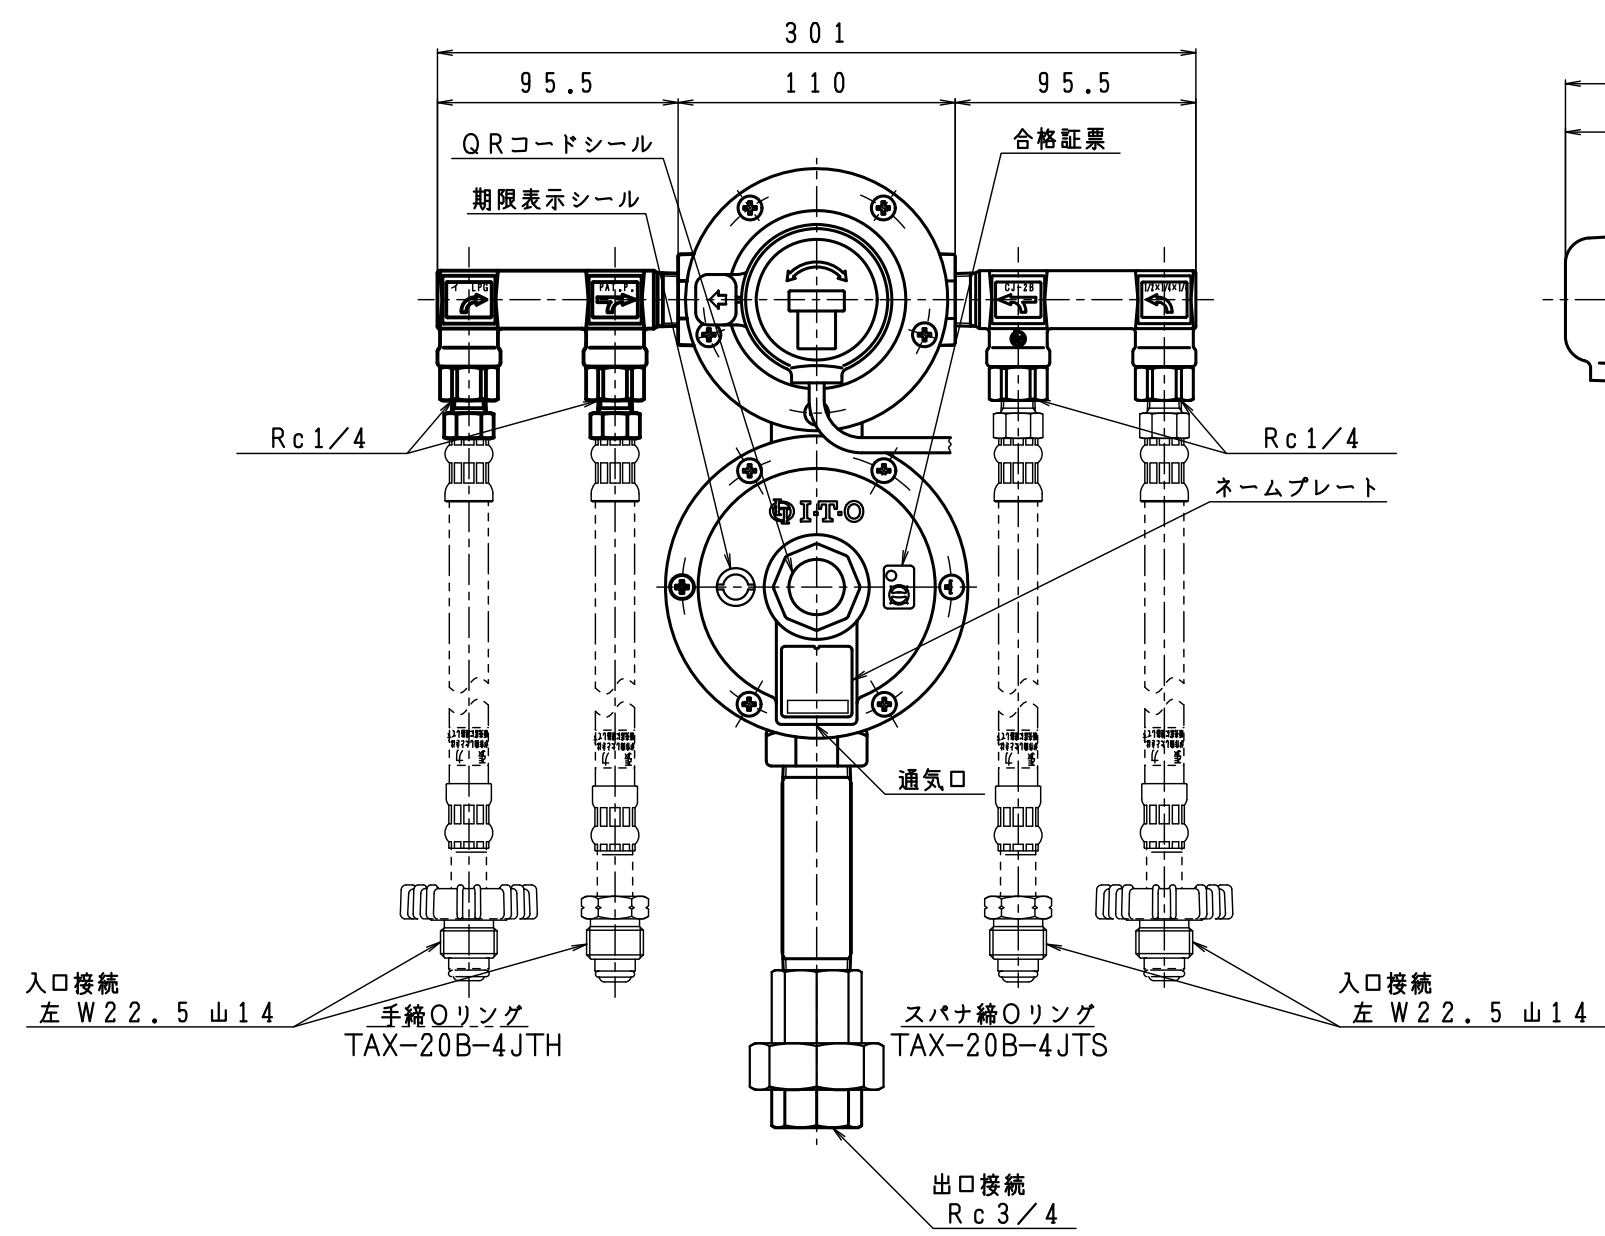 301
95.5
110
95.5
QRコードシール
合格証票
期限表示シール
イ LPG
CJ-2B
Rc1/4
Rc1/4
ネームプレート
I·T·O
通気口
入口接続
左 W22.5 山14
手締Oリング
TAX-20B-4JTH
スパナ締Oリング
TAX-20B-4JTS
入口接続
左 W22.5 山14
出口接続
Rc3/4